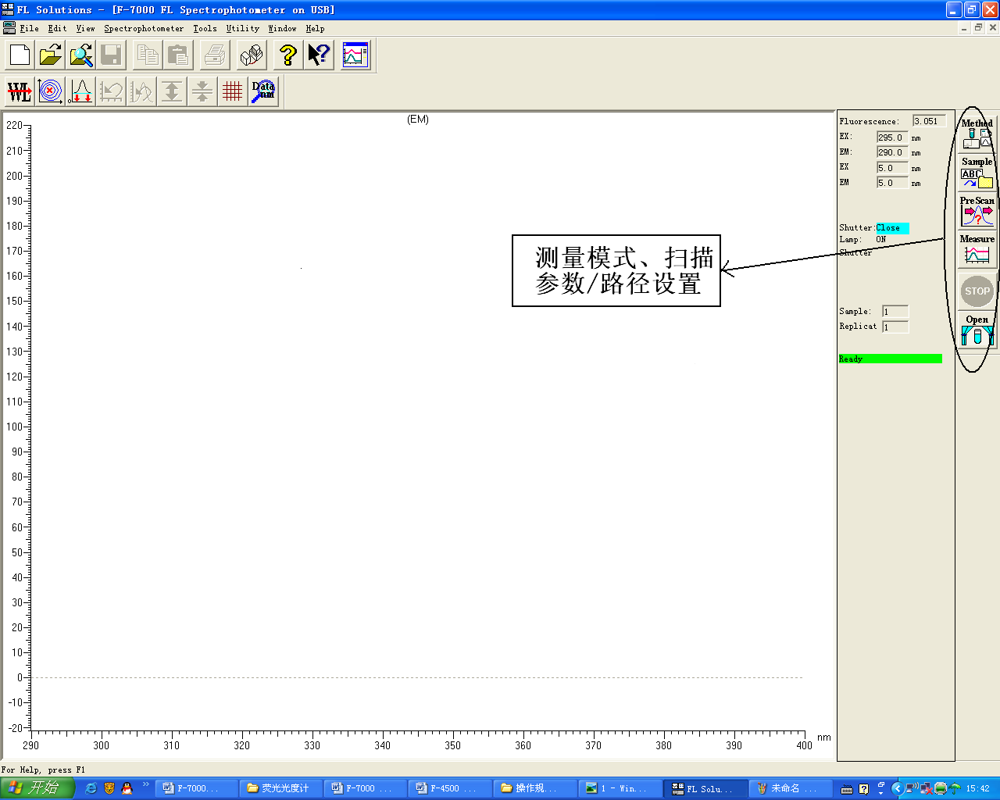 FL Solutions - [F-7000 FL Spectrophotometer on USB]
File Edit View Spectrophotometer Tools Utility Window Help
WL
Data
(EM)
220
210
200
190
180
170
160
150
140
130
120
110
100
90
80
70
60
50
40
30
20
10
0
-10
-20
290 300 310 320 330 340 350 360 370 380 390 400 nm
测量模式、扫描
参数/路径设置
Fluorescence: 3.051
EX: 295.0 nm
EM: 290.0 nm
EX 5.0 nm
EM 5.0 nm
Shutter: Close
Lamp: ON
Shutter
Sample: 1
Replicat 1
Ready
Method
Sample
ABC
PreScan
Measure
STOP
Open
For Help, press F1
开始
F-7000...
荧光光度计
F-7000 ...
F-4500 ...
操作规...
1 - Win...
FL Solu...
未命名 ...
15:42